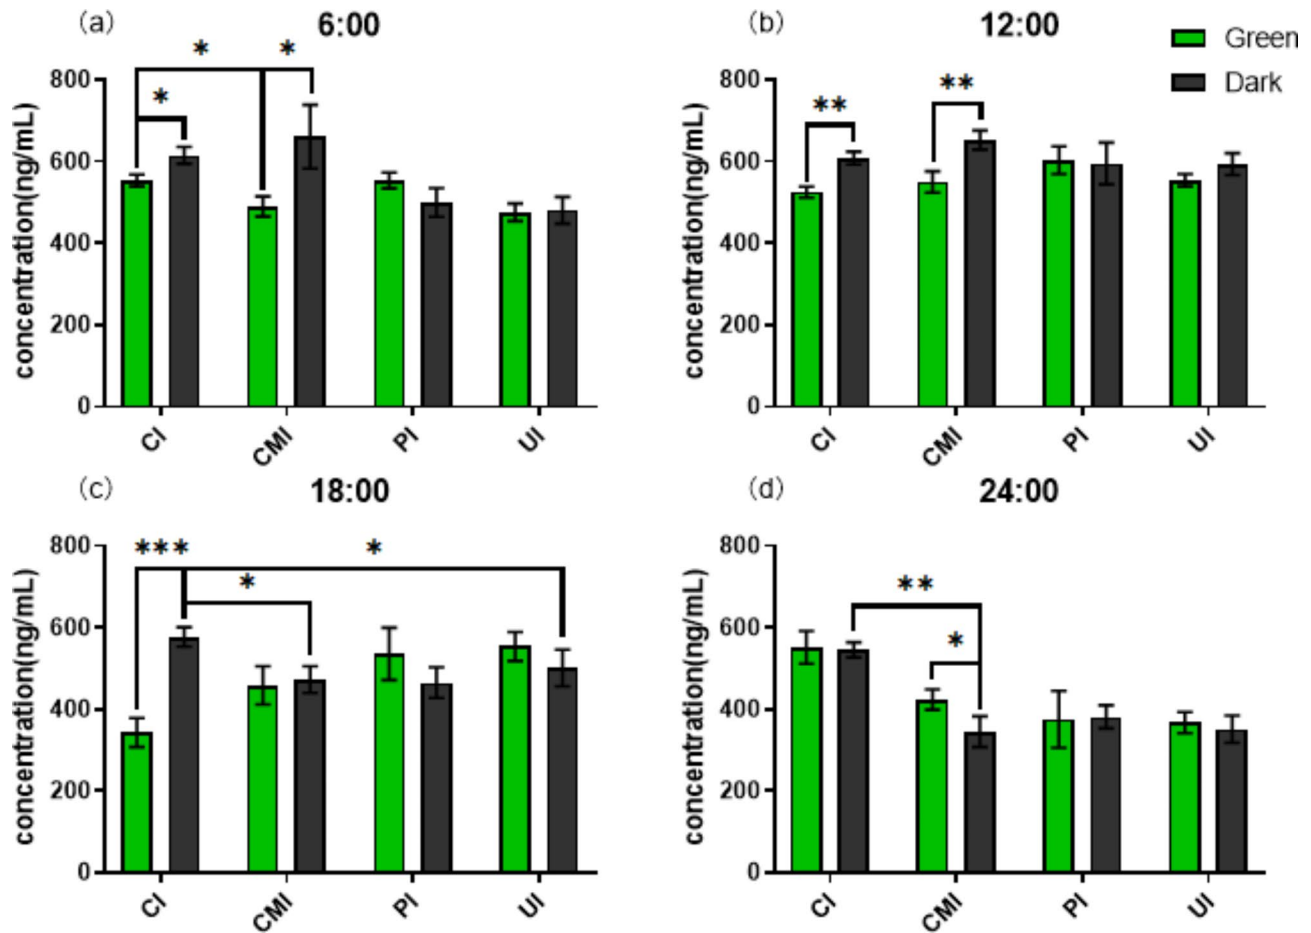 (a) 6:00
* *
*
concentration(ng/mL)
800
600
400
200
0
CI CMI PI UI
(b) 12:00
Green
Dark
** **
concentration(ng/mL)
800
600
400
200
0
CI CMI PI UI
(c) 18:00
*** *
*
concentration(ng/mL)
800
600
400
200
0
CI CMI PI UI
(d) 24:00
**
*
concentration(ng/mL)
800
600
400
200
0
CI CMI PI UI